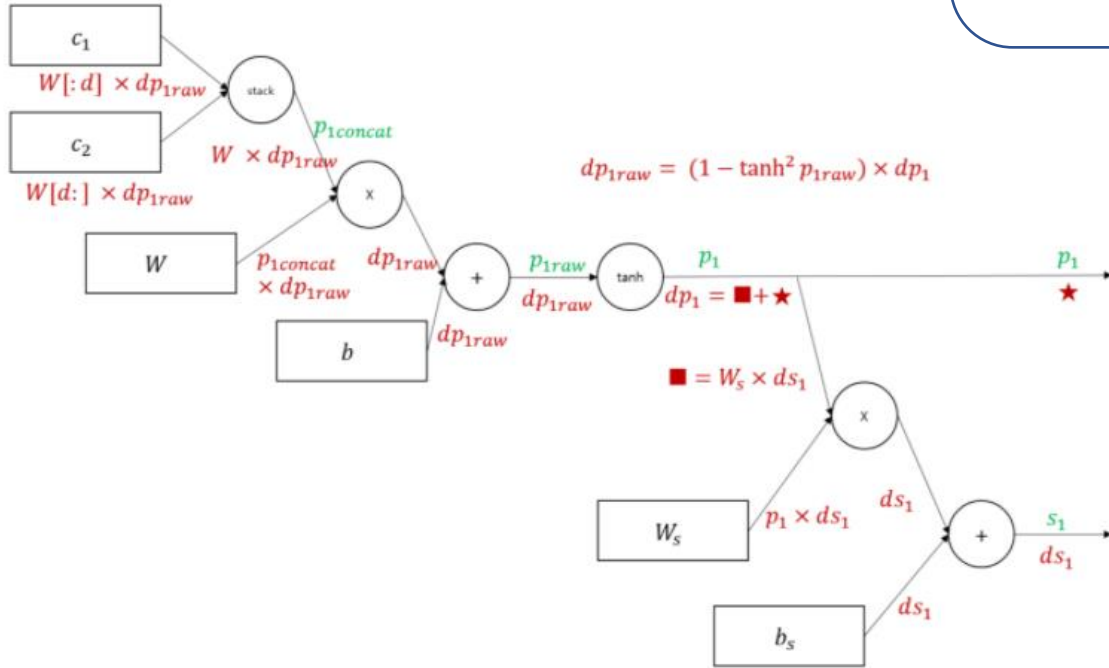 c₁
W[: d] × dp₁raw
stack
c₂
p₁concat
W × dp₁raw
W[d: ] × dp₁raw
x
dp₁raw = (1 − tanh² p₁raw) × dp₁
W
p₁concat
× dp₁raw
dp₁raw
+
p₁raw
dp₁raw
tanh
p₁
dp₁ = ■+★
p₁
★
b
dp₁raw
■ = Wₛ × ds₁
x
Wₛ
p₁ × ds₁
ds₁
+
s₁
ds₁
bₛ
ds₁